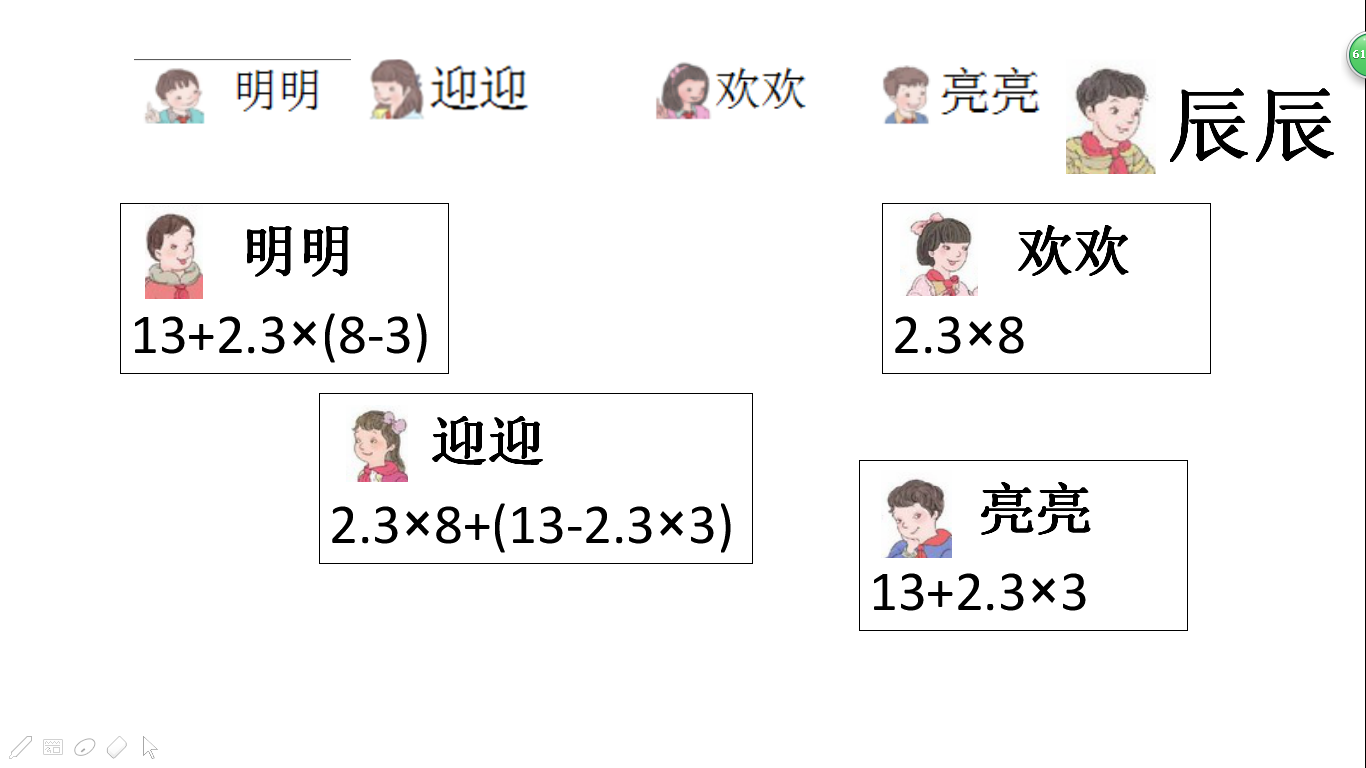 明明 迎迎 欢欢 亮亮 辰辰
61
明明
13+2.3×(8-3)
欢欢
2.3×8
迎迎
2.3×8+(13-2.3×3)
亮亮
13+2.3×3